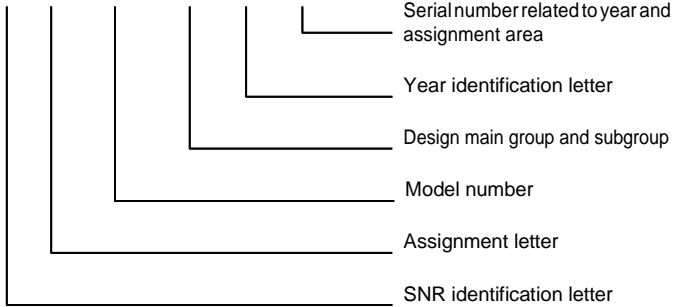 Serial number related to year and
assignment area
Year identification letter
Design main group and subgroup
Model number
Assignment letter
SNR identification letter